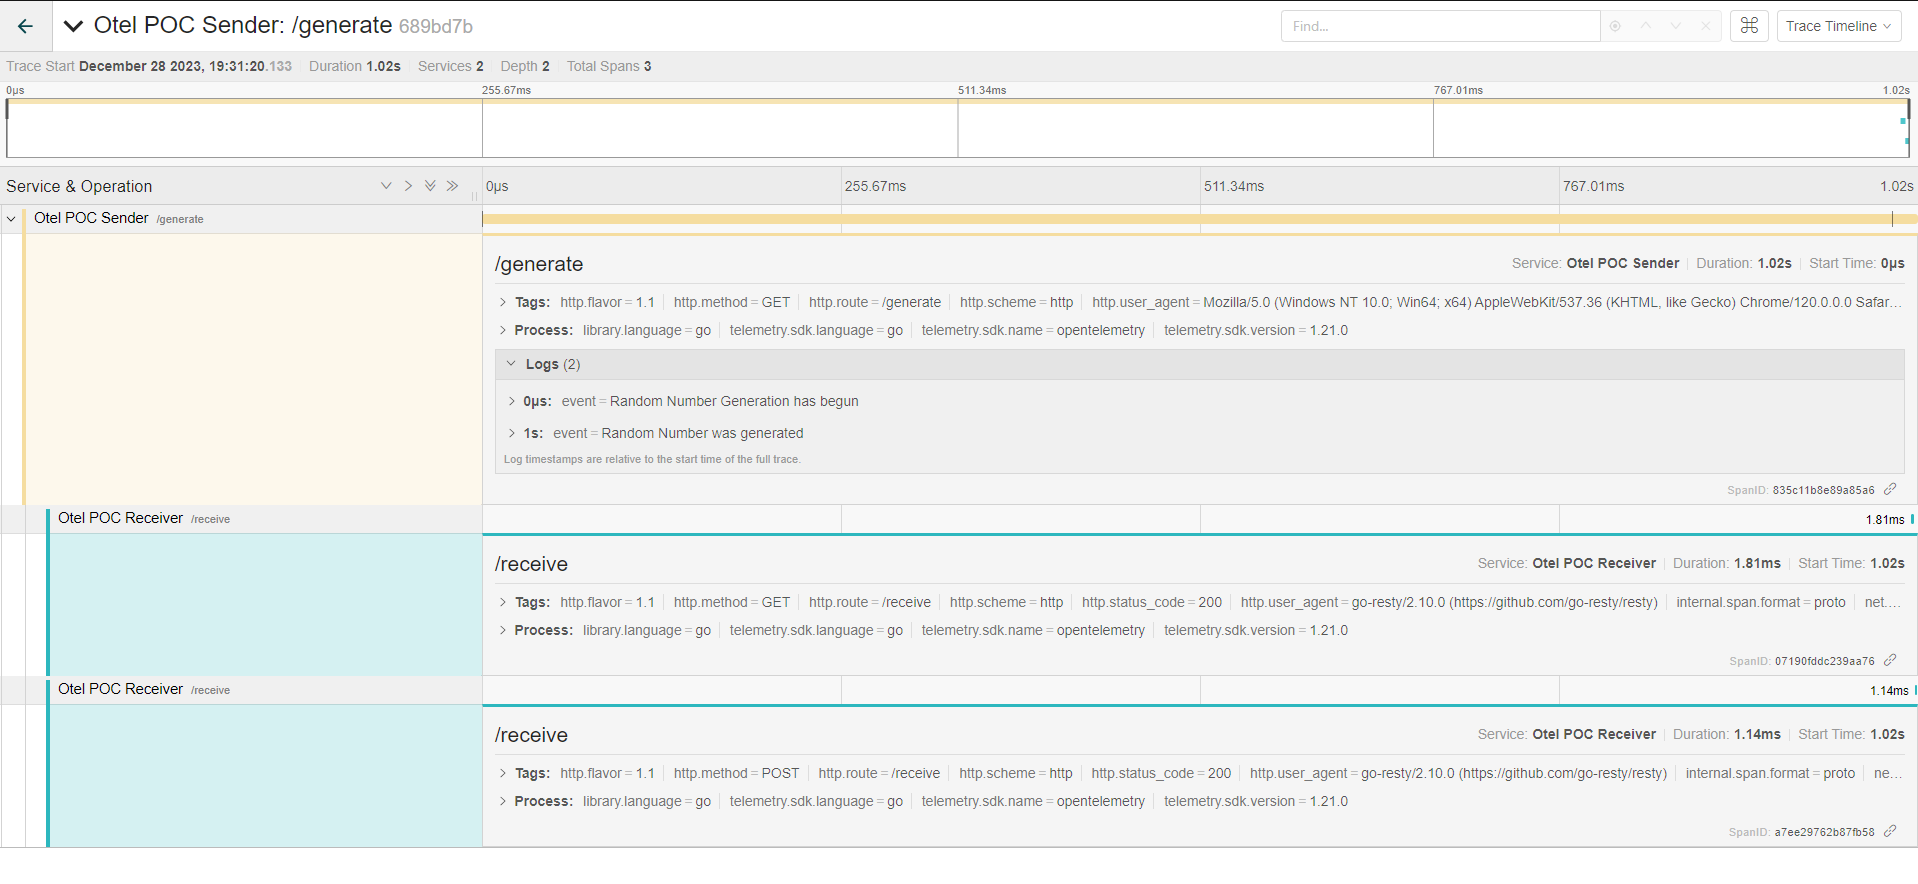 Otel POC Sender: /generate 689bd7b
Find...
Trace Timeline
Trace Start December 28 2023, 19:31:20.133 Duration 1.02s Services 2 Depth 2 Total Spans 3
0μs 255.67ms 511.34ms 767.01ms 1.02s
Service & Operation 0μs 255.67ms 511.34ms 767.01ms 1.02s
Otel POC Sender /generate
/generate Service: Otel POC Sender Duration: 1.02s Start Time: 0μs
Tags: http.flavor = 1.1 http.method = GET http.route = /generate http.scheme = http http.user_agent = Mozilla/5.0 (Windows NT 10.0; Win64; x64) AppleWebKit/537.36 (KHTML, like Gecko) Chrome/120.0.0.0 Safar...
Process: library.language = go telemetry.sdk.language = go telemetry.sdk.name = opentelemetry telemetry.sdk.version = 1.21.0
Logs (2)
0μs: event = Random Number Generation has begun
1s: event = Random Number was generated
Log timestamps are relative to the start time of the full trace.
SpanID: 835c11b8e89a85a6
Otel POC Receiver /receive 1.81ms
/receive Service: Otel POC Receiver Duration: 1.81ms Start Time: 1.02s
Tags: http.flavor = 1.1 http.method = GET http.route = /receive http.scheme = http http.status_code = 200 http.user_agent = go-resty/2.10.0 (https://github.com/go-resty/resty) internal.span.format = proto net....
Process: library.language = go telemetry.sdk.language = go telemetry.sdk.name = opentelemetry telemetry.sdk.version = 1.21.0
SpanID: 07190fddc239aa76
Otel POC Receiver /receive 1.14ms
/receive Service: Otel POC Receiver Duration: 1.14ms Start Time: 1.02s
Tags: http.flavor = 1.1 http.method = POST http.route = /receive http.scheme = http http.status_code = 200 http.user_agent = go-resty/2.10.0 (https://github.com/go-resty/resty) internal.span.format = proto ne...
Process: library.language = go telemetry.sdk.language = go telemetry.sdk.name = opentelemetry telemetry.sdk.version = 1.21.0
SpanID: a7ee29762b87fb58